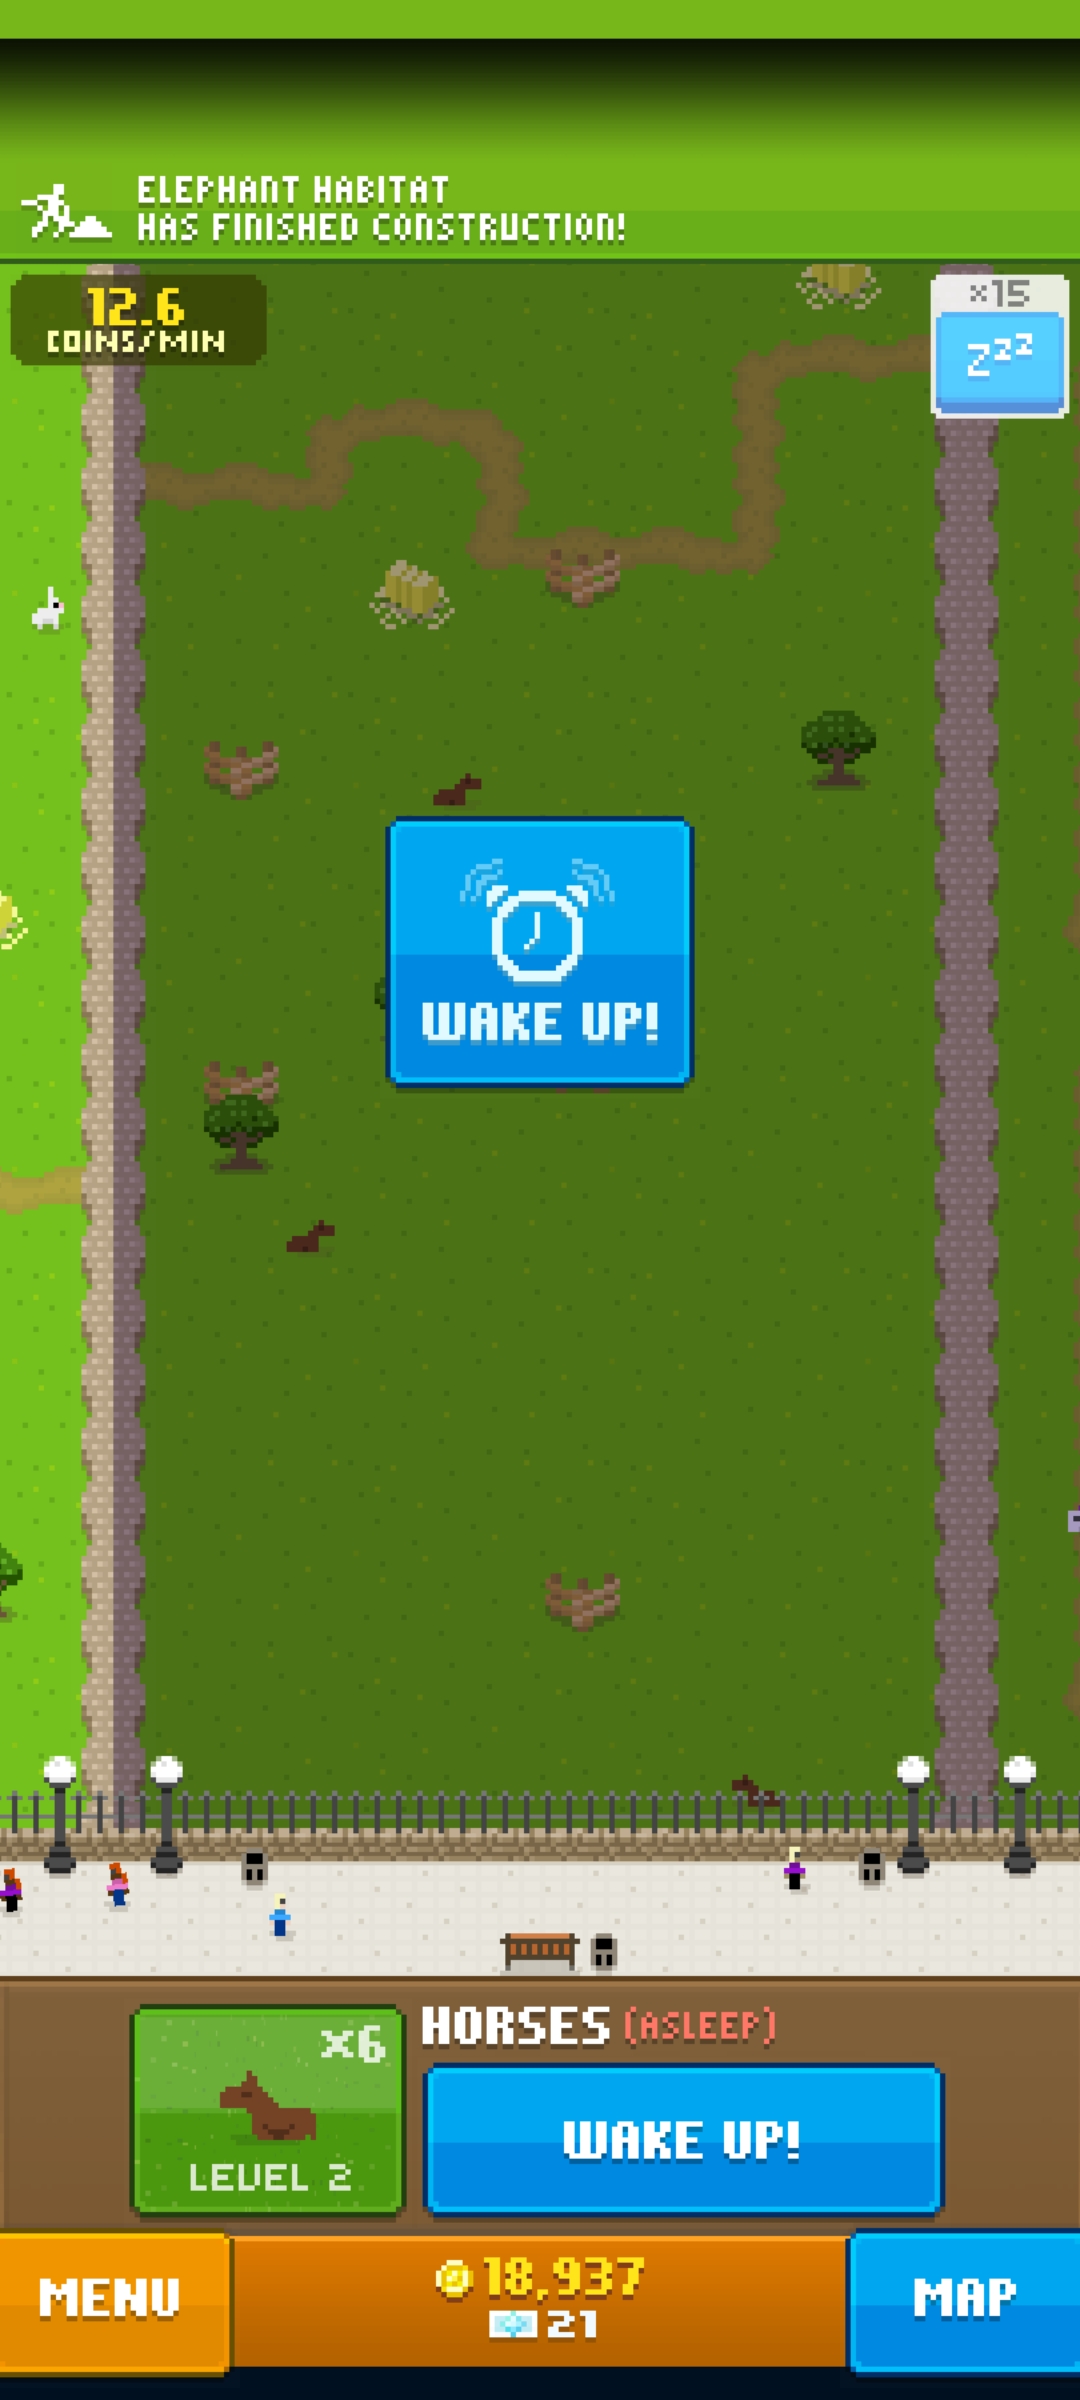 ELEPHANT HABITAT
HAS FINISHED CONSTRUCTION!
12.6
COINS/MIN
x15
zzz
WAKE UP!
x6
LEVEL 2
HORSES (ASLEEP)
WAKE UP!
MENU
18,937
21
MAP